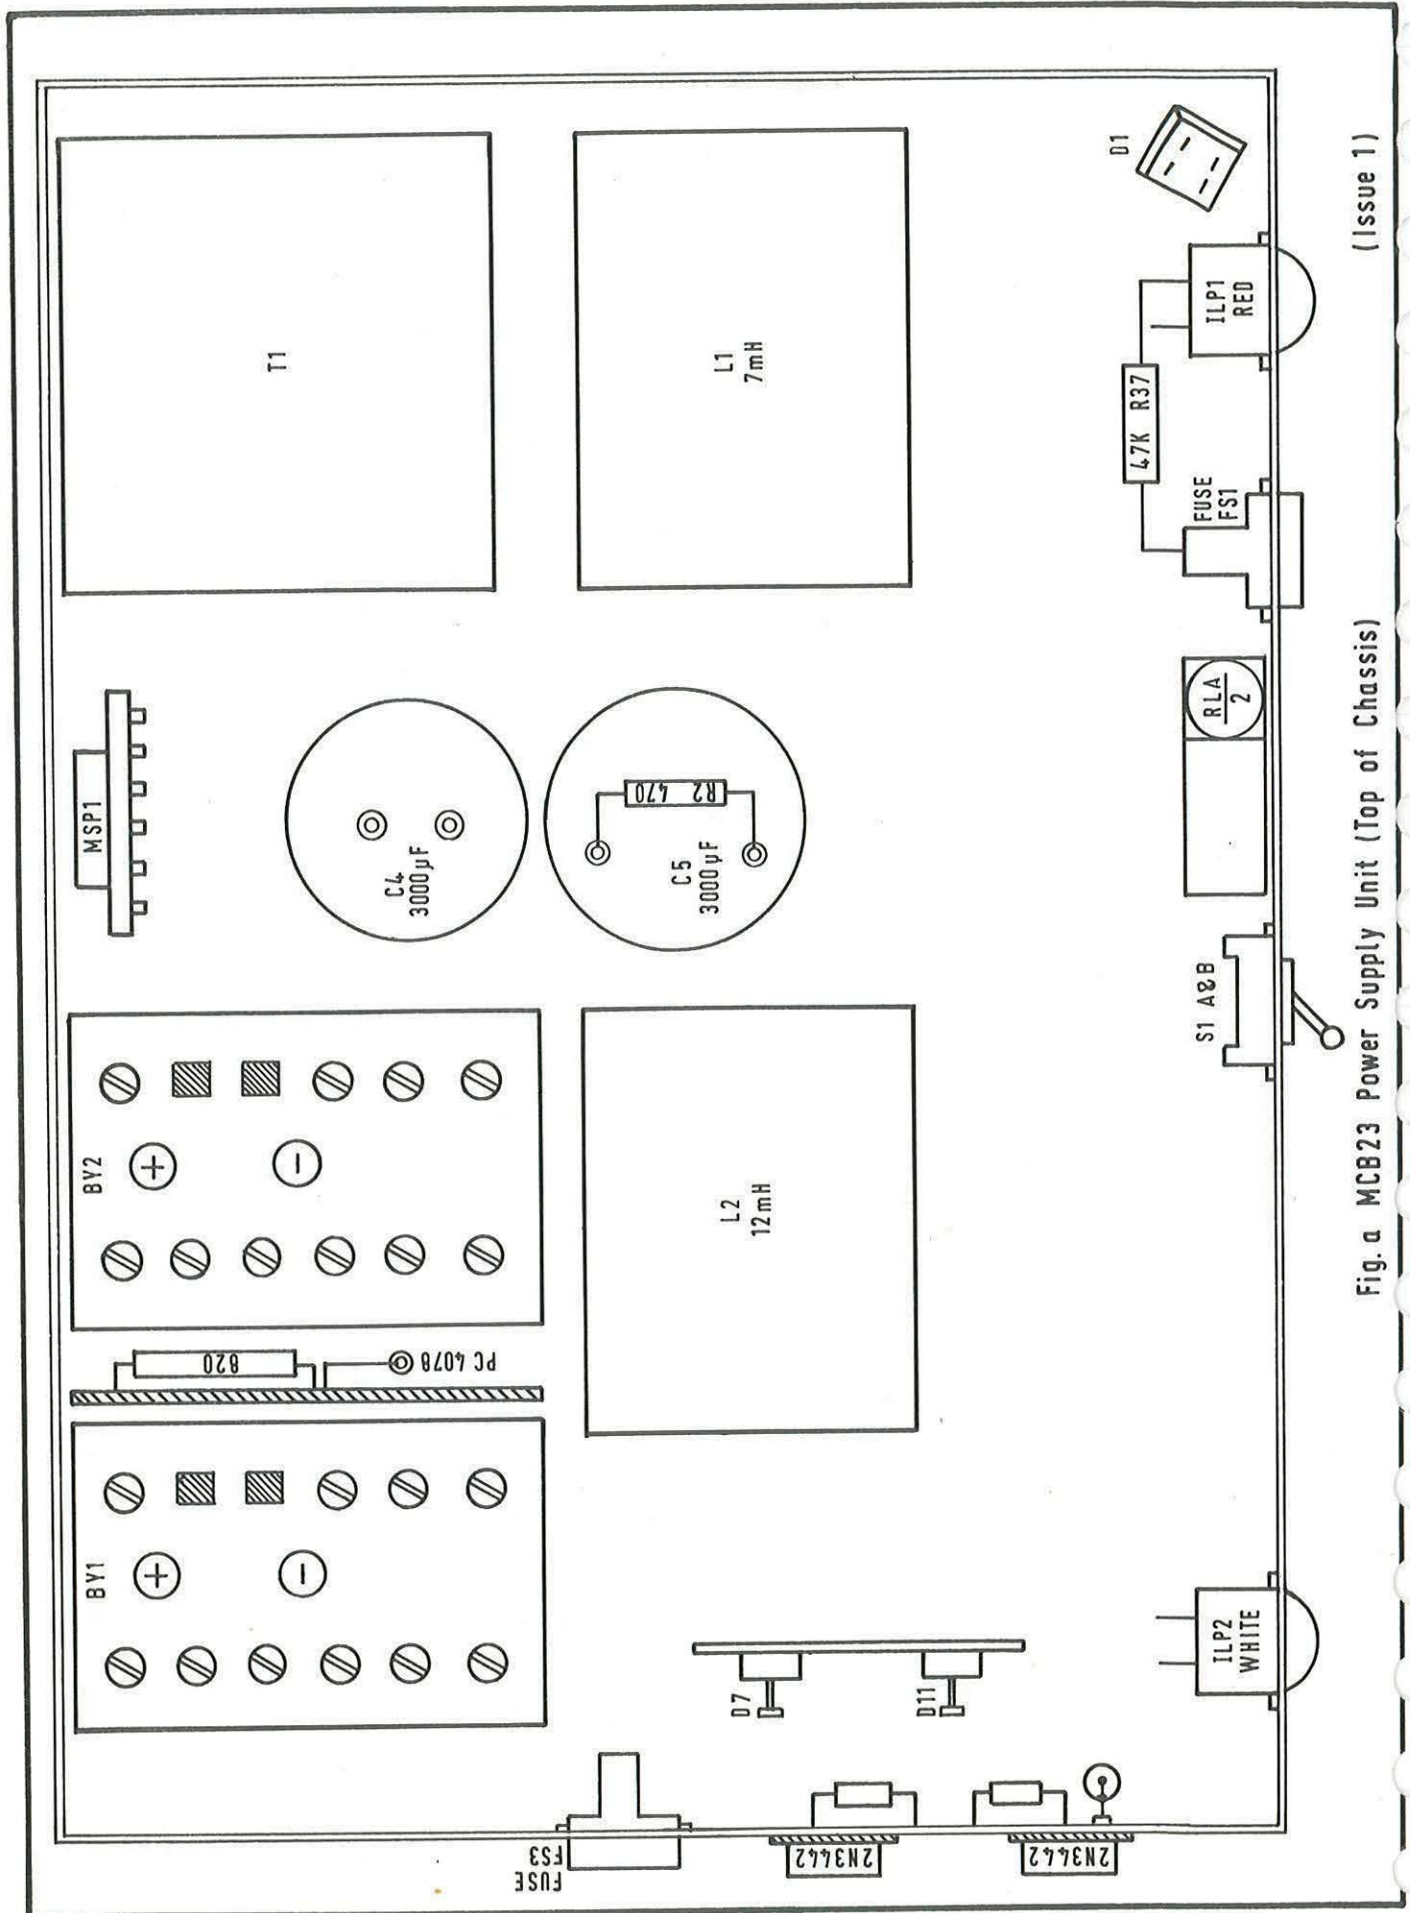 MSP1
T1
BY1
BY2
820
PC 4078
C4
3000µF
C5
3000µF
R2 470
L1
7mH
L2
12mH
D1
D7
D11
FUSE
FS3
2N3442
2N3442
ILP2
WHITE
S1 A&B
RLA
2
FUSE
FS1
47K R37
ILP1
RED
Fig. a MCB23 Power Supply Unit (Top of Chassis)
(Issue 1)